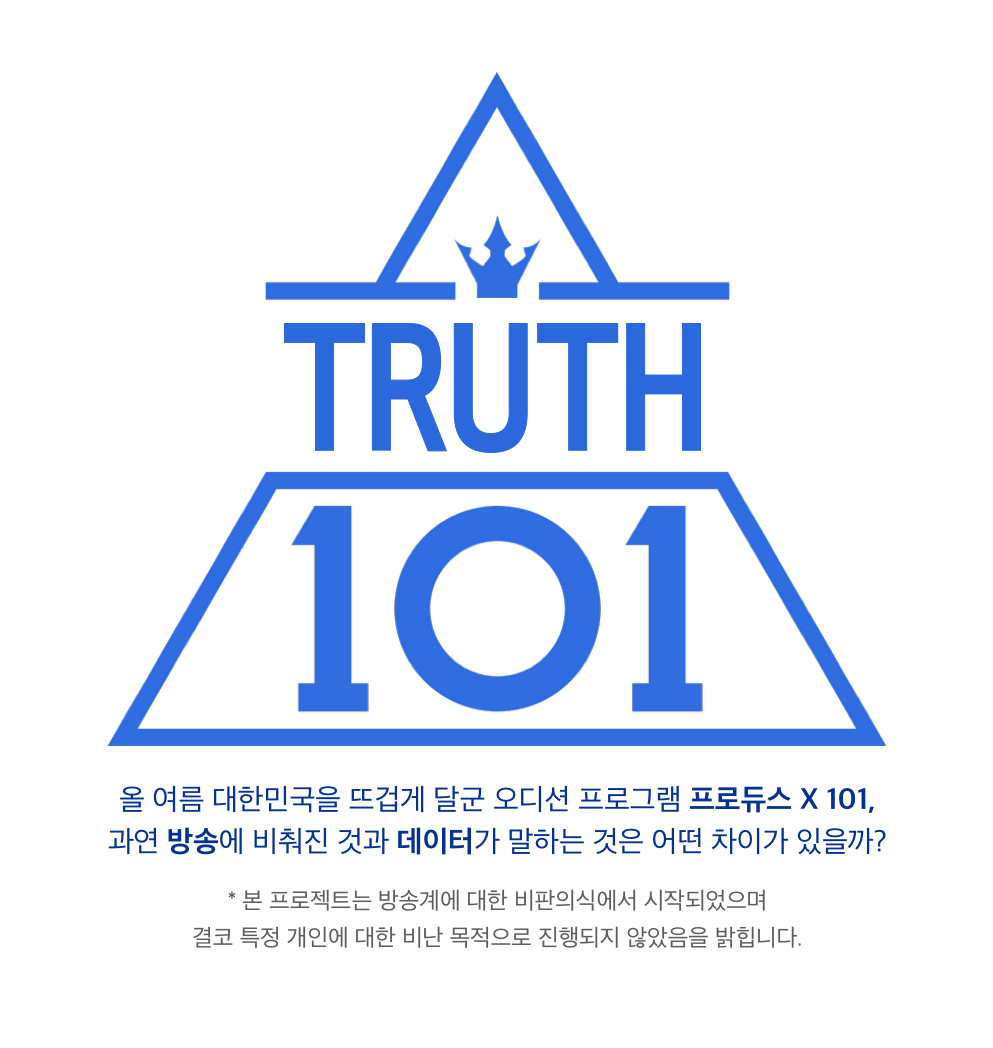 TRUTH
101
올 여름 대한민국을 뜨겁게 달군 오디션 프로그램 프로듀스 X 101,
과연 방송에 비춰진 것과 데이터가 말하는 것은 어떤 차이가 있을까?
* 본 프로젝트는 방송계에 대한 비판의식에서 시작되었으며
결코 특정 개인에 대한 비난 목적으로 진행되지 않았음을 밝힙니다.